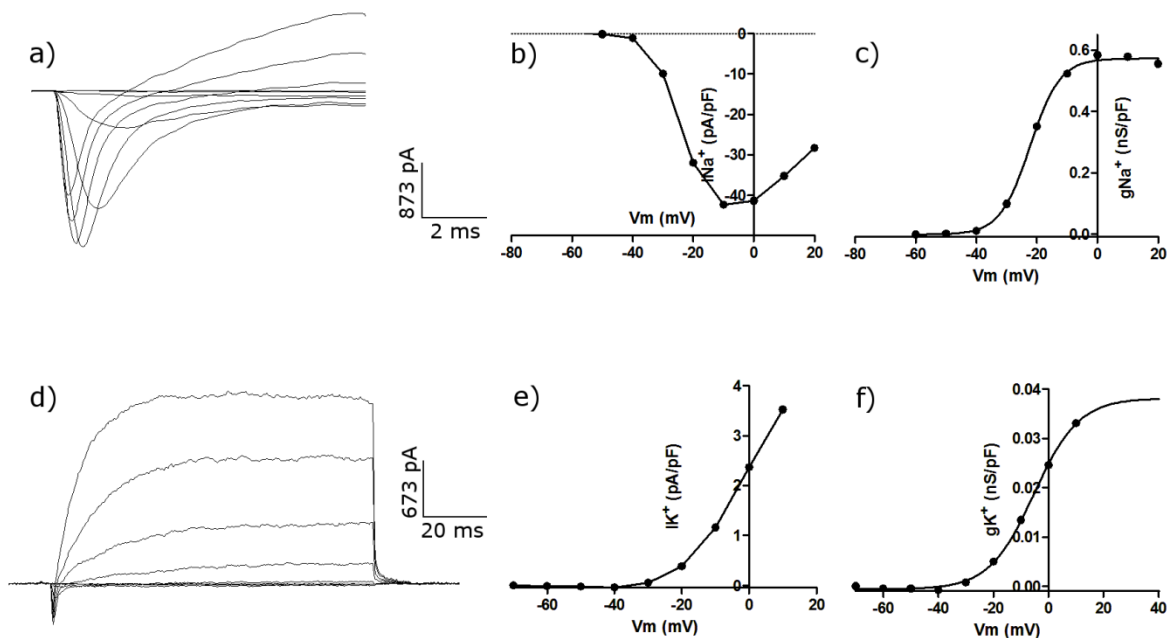 a)
873 pA
2 ms
b)
INa⁺ (pA/pF)
0
-10
-20
-30
-40
Vm (mV)
-80 -60 -40 -20 0 20
c)
gNa⁺ (nS/pF)
0.6
0.4
0.2
0.0
-80 -60 -40 -20 0 20
Vm (mV)
d)
673 pA
20 ms
e)
IK⁺ (pA/pF)
4
3
2
1
0
-60 -40 -20 0 20
Vm (mV)
f)
gK⁺ (nS/pF)
0.04
0.03
0.02
0.01
0.00
-60 -40 -20 0 20 40
Vm (mV)